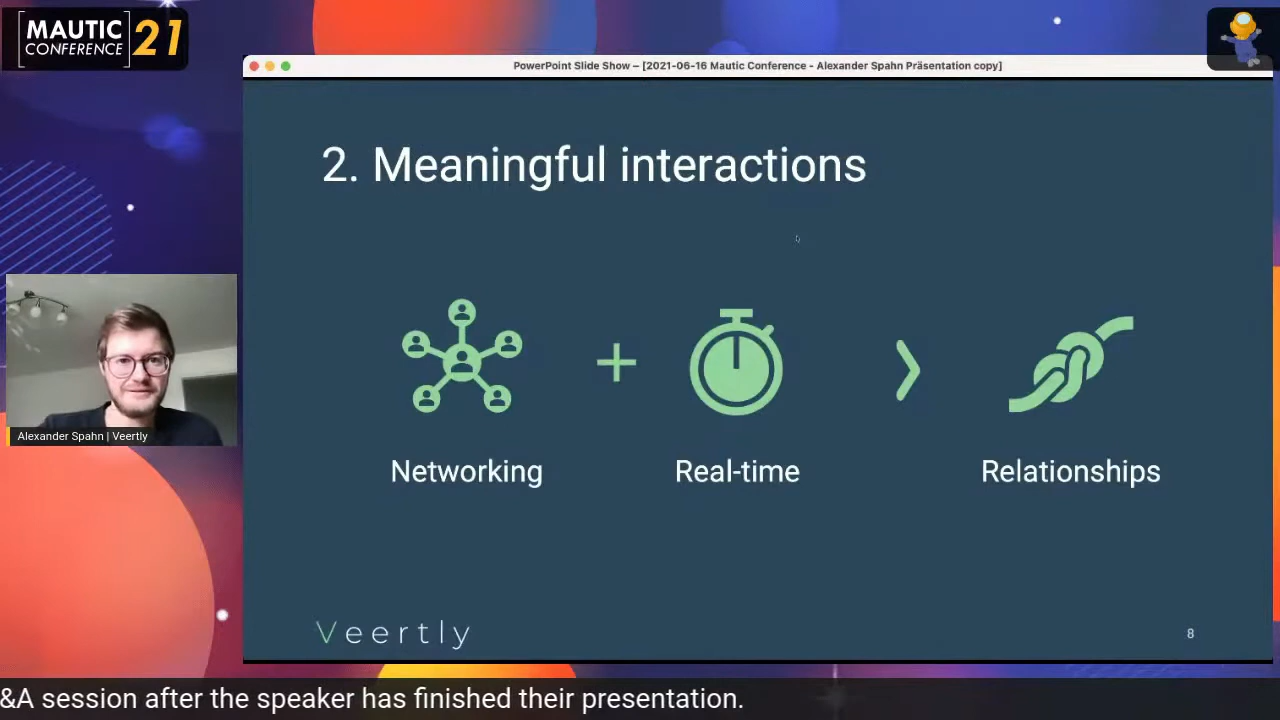 MAUTIC
CONFERENCE
21
PowerPoint Slide Show – [2021-06-16 Mautic Conference - Alexander Spahn Präsentation copy]
2. Meaningful interactions
+
Networking
Real-time
Relationships
Alexander Spahn | Veertly
Veertly
8
&A session after the speaker has finished their presentation.